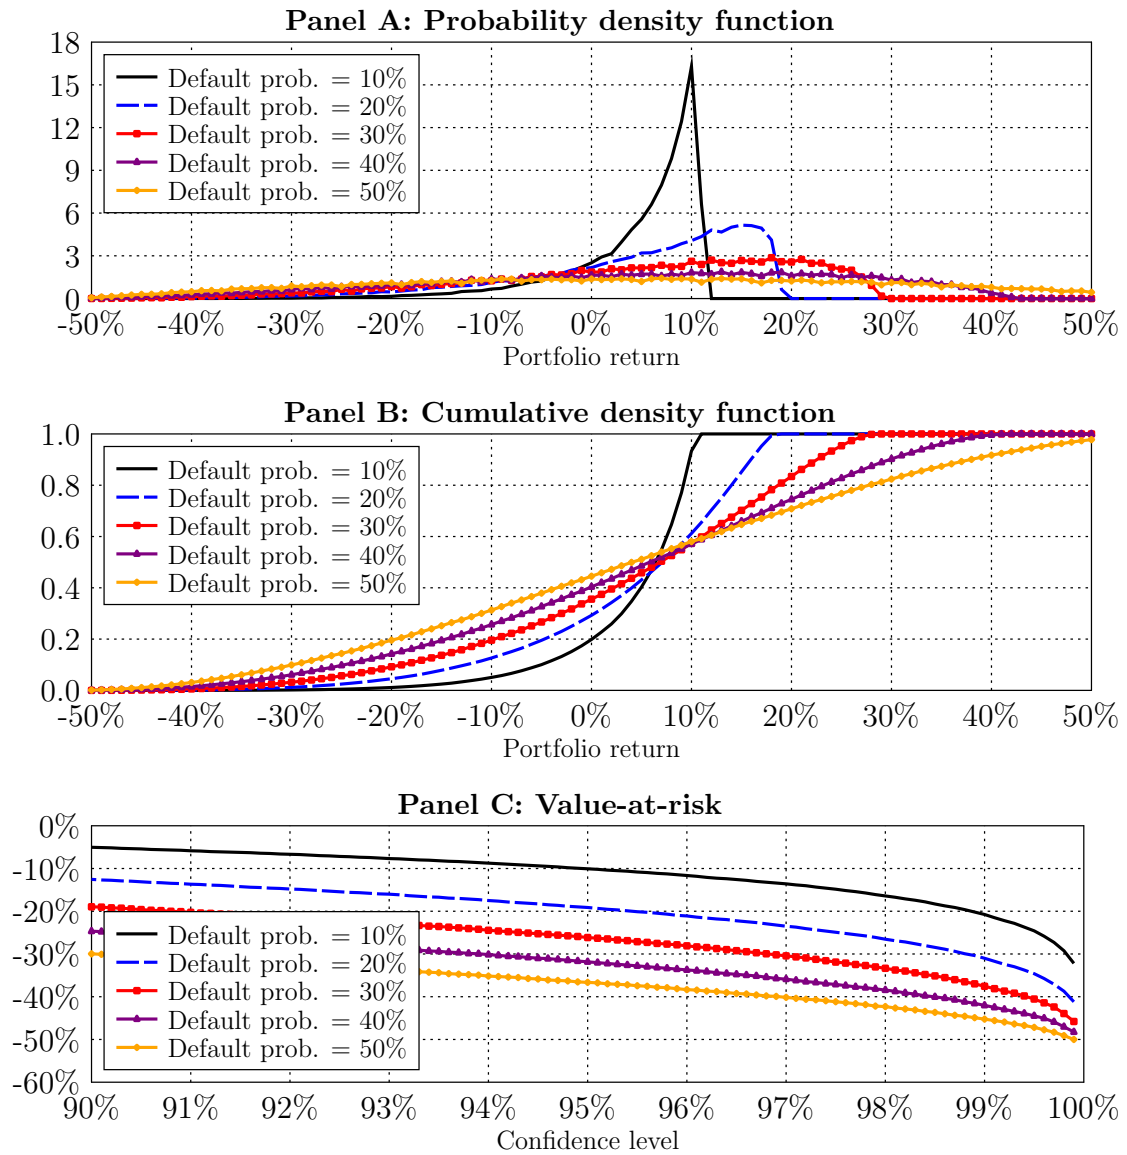 Panel A: Probability density function
18
15
12
9
6
3
0
Default prob. = 10%
Default prob. = 20%
Default prob. = 30%
Default prob. = 40%
Default prob. = 50%
-50% -40% -30% -20% -10% 0% 10% 20% 30% 40% 50%
Portfolio return
Panel B: Cumulative density function
1.0
0.8
0.6
0.4
0.2
0.0
Default prob. = 10%
Default prob. = 20%
Default prob. = 30%
Default prob. = 40%
Default prob. = 50%
-50% -40% -30% -20% -10% 0% 10% 20% 30% 40% 50%
Portfolio return
Panel C: Value-at-risk
0%
-10%
-20%
-30%
-40%
-50%
-60%
Default prob. = 10%
Default prob. = 20%
Default prob. = 30%
Default prob. = 40%
Default prob. = 50%
90% 91% 92% 93% 94% 95% 96% 97% 98% 99% 100%
Confidence level